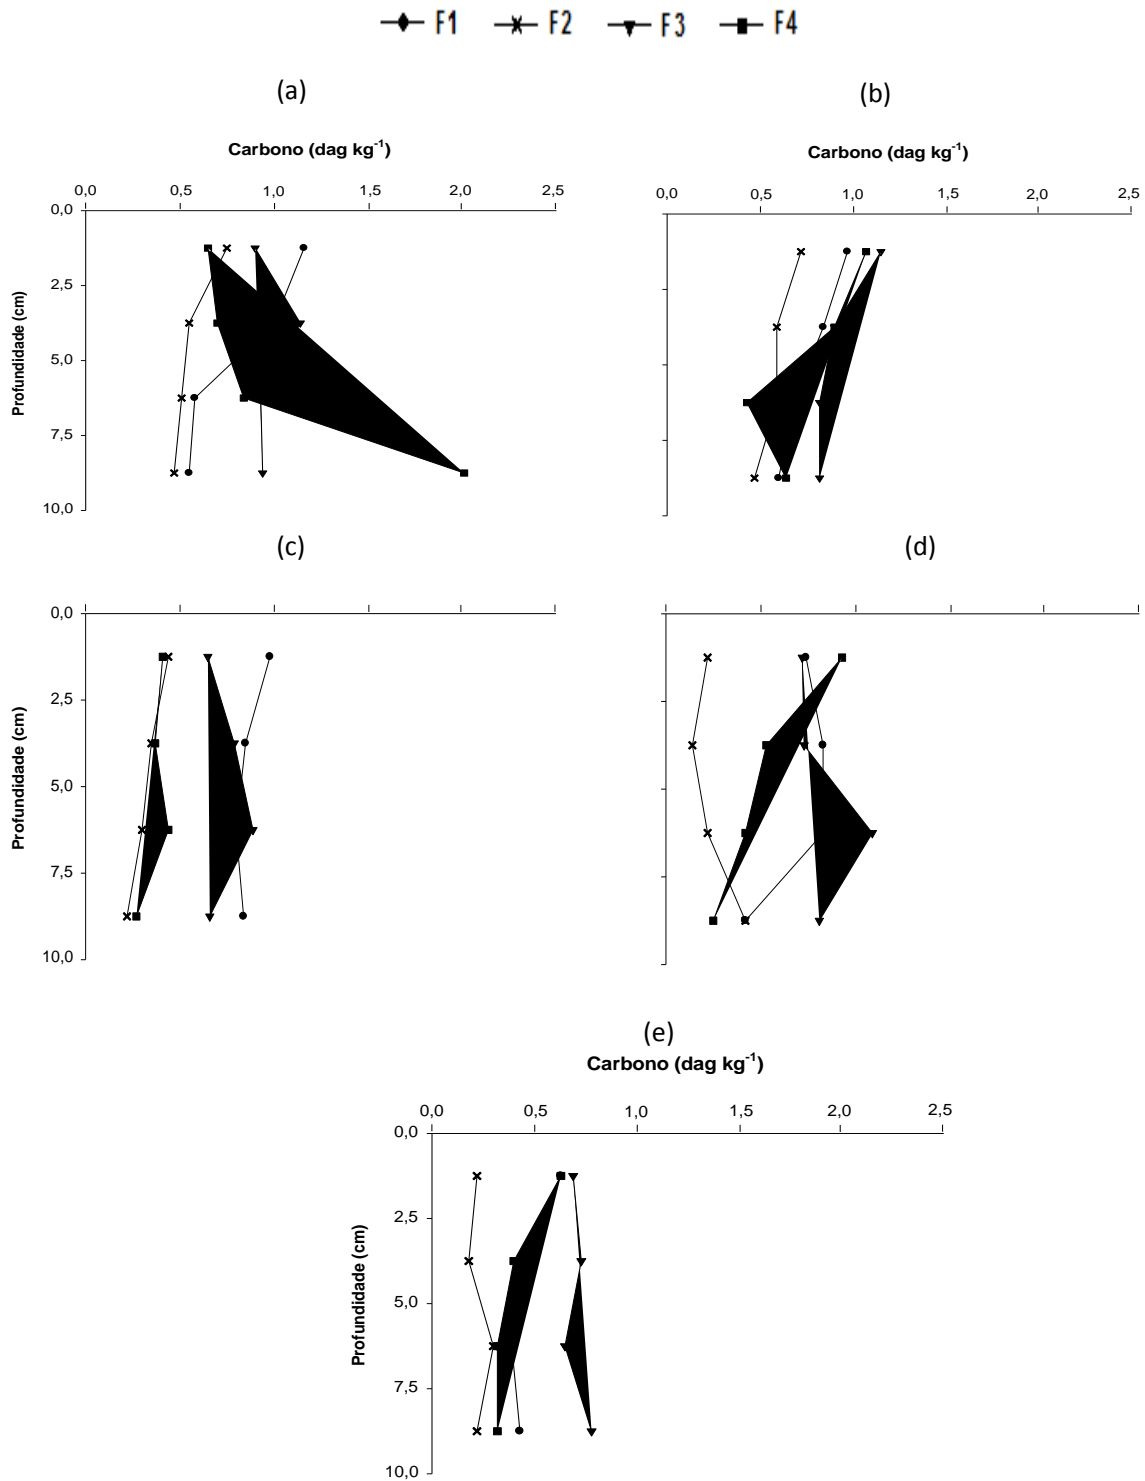 F1 F2 F3 F4
(a)
Carbono (dag kg⁻¹)
0,0 0,5 1,0 1,5 2,0 2,5
0,0
2,5
5,0
7,5
10,0
Profundidade (cm)
(b)
Carbono (dag kg⁻¹)
0,0 0,5 1,0 1,5 2,0 2,5
(c)
0,0
2,5
5,0
7,5
10,0
Profundidade (cm)
(d)
(e)
Carbono (dag kg⁻¹)
0,0 0,5 1,0 1,5 2,0 2,5
0,0
2,5
5,0
7,5
10,0
Profundidade (cm)